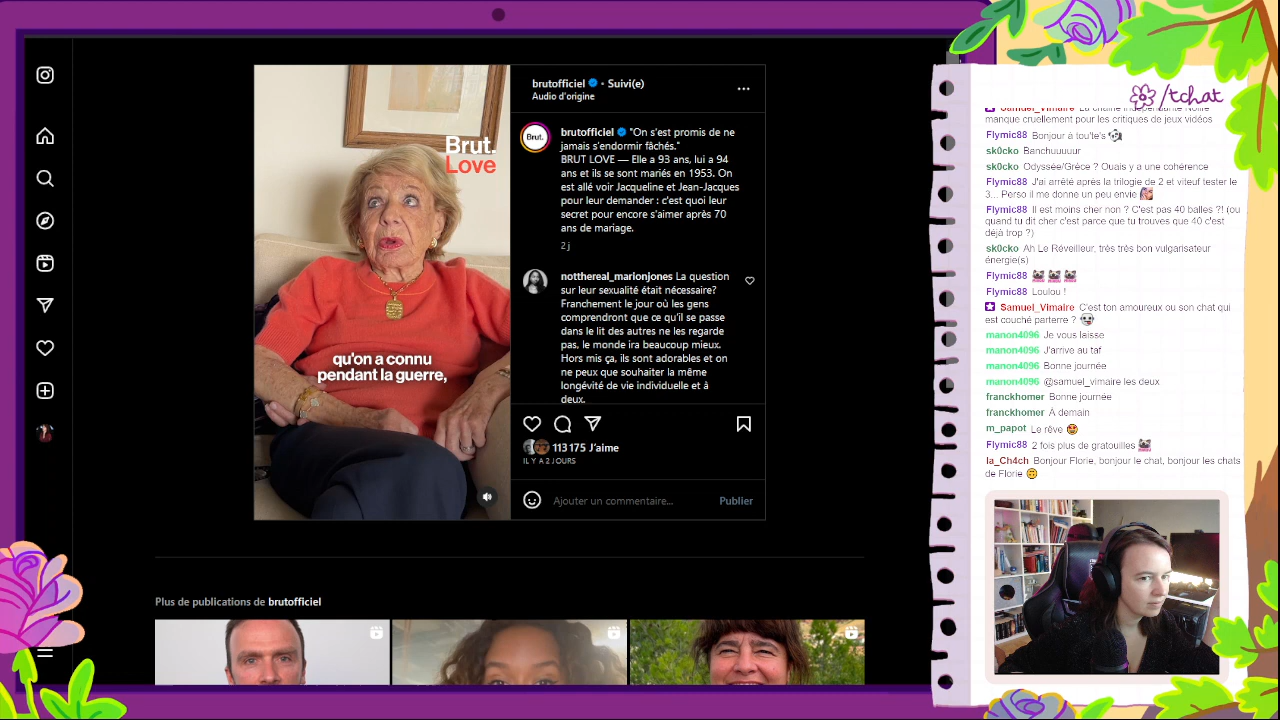 Brut.
Love
qu'on a connu
pendant la guerre,
brutofficiel • Suivi(e)
Audio d'origine
Brut.
brutofficiel "On s'est promis de ne
jamais s'endormir fâchés."
BRUT LOVE — Elle a 93 ans, lui a 94
ans et ils se sont mariés en 1953. On
est allé voir Jacqueline et Jean-Jacques
pour leur demander : c'est quoi leur
secret pour encore s'aimer après 70
ans de mariage.
2 j
notthereal_marionjones La question
sur leur sexualité était nécessaire?
Franchement le jour où les gens
comprendront que ce qu'il se passe
dans le lit des autres ne les regarde
pas, le monde ira beaucoup mieux.
Hors mis ça, ils sont adorables et on
ne peux que souhaiter la même
longévité de vie individuelle et à
deux.
113 175 J'aime
IL Y A 2 JOURS
Ajouter un commentaire...
Publier
Plus de publications de brutofficiel
/tchat
Samuel_Vimaire La chaîne indépendante Notre
manque cruellement pour les critiques de jeux vidéos
Flymic88 Bonjour à tou'te's
sk0cko Banchuuuuur
sk0cko Odyssée/Grèce ? Ouais y a une cohérence
Flymic88 J'ai arrêté après la trilogie de 2 et viteuf tester le
3... Perso il me donne un peu envie
Flymic88 Il est moins cher non ? C'est pas 40 balles ?! (ou
quand tu dit cher c'est parce que tu trouves que 40 c'est
déjà trop ?)
sk0cko Ah Le Réveilleur, très très bon vulgarisateur
énergie(s)
Flymic88
Flymic88 Loulou !
Samuel_Vimaire C'est ton amoureux ou son chat qui
est couché parterre ?
manon4096 Je vous laisse
manon4096 J'arrive au taf
manon4096 Bonne journée
manon4096 @samuel_vimaire les deux
franckhomer Bonne journée
franckhomer À demain
m_papot Le rêve
Flymic88 2 fois plus de gratouilles
la_Ch4ch Bonjour Florie, bonjour le chat, bonjour les chats
de Florie